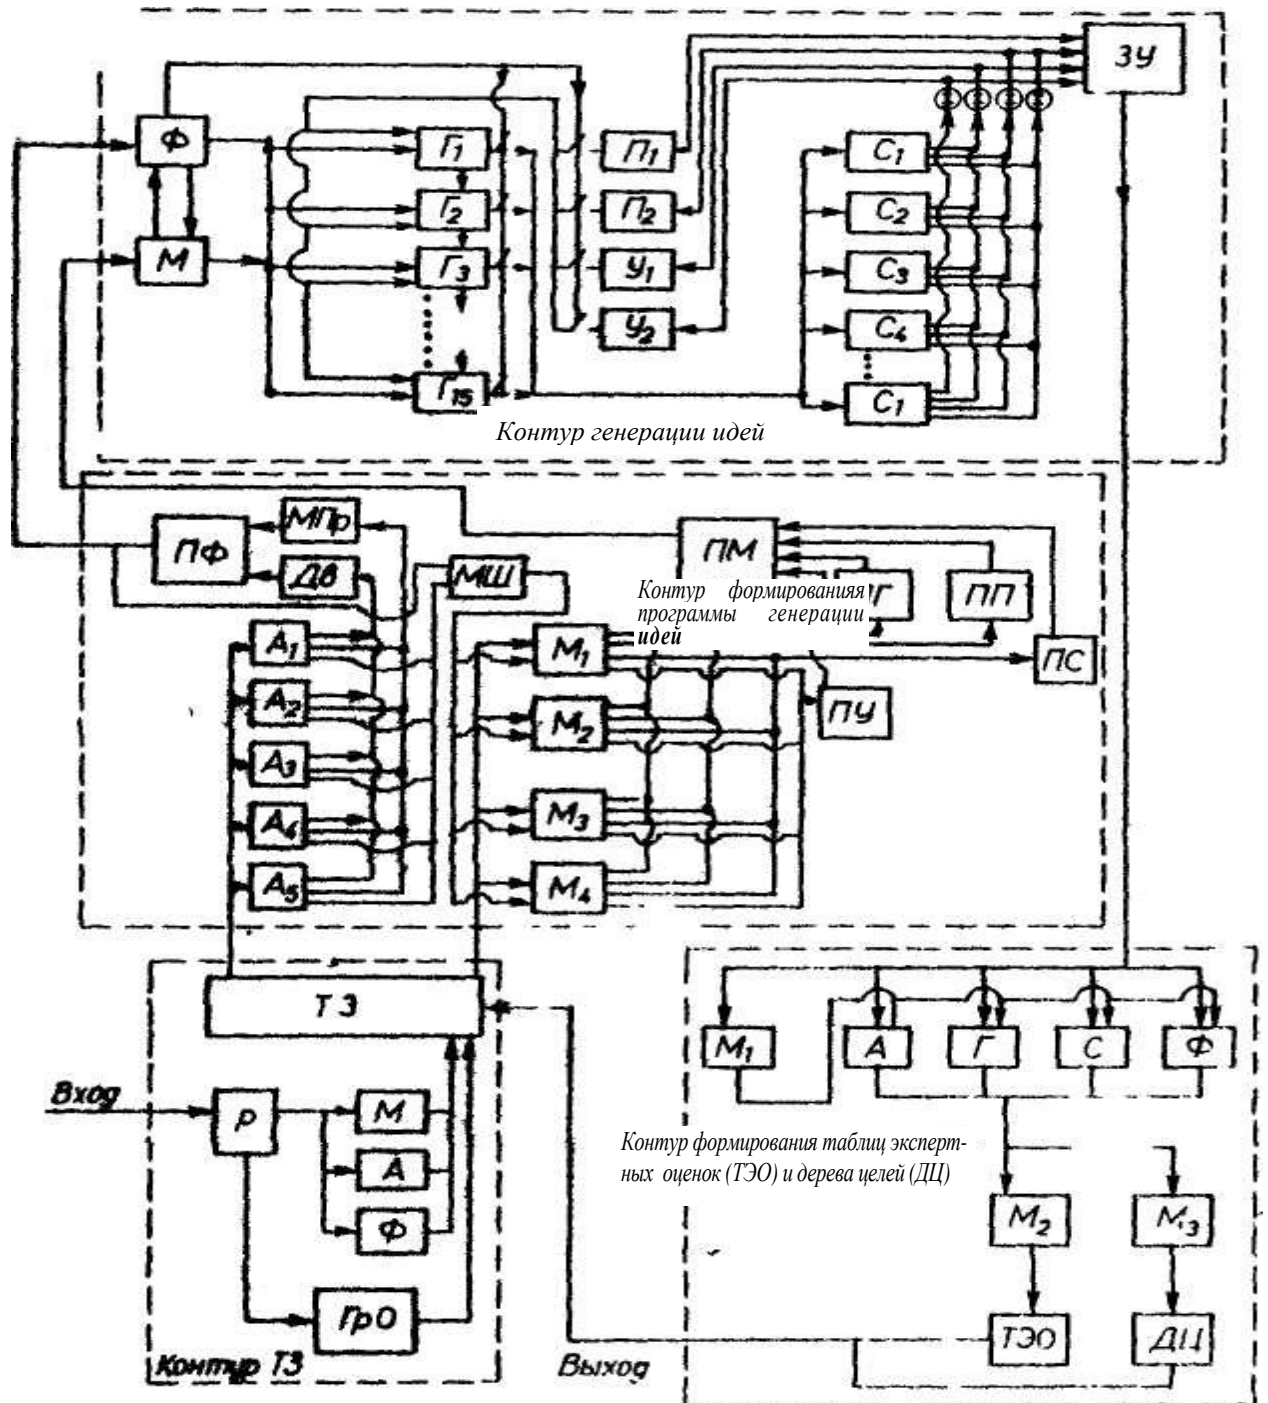 ЗУ
Ф
Г₁
П₁
С₁
Г₂
П₂
С₂
М
Г₃
У₁
С₃
У₂
С₄
Г₁₅
С₁
Контур генерации идей
ПФ
МПр
ДВ
МШ
ПМ
Контур формированияя
программы генерации
идей
Г
ПП
ПС
ПУ
А₁
А₂
А₃
А₄
А₅
М₁
М₂
М₃
М₄
ТЗ
М₁
А
Г
С
Ф
Вход
Р
М
А
Ф
ГрО
Контур ТЗ
Контур формирования таблиц эксперт-
ных оценок (ТЭО) и дерева целей (ДЦ)
М₂
М₃
ТЭО
ДЦ
Выход